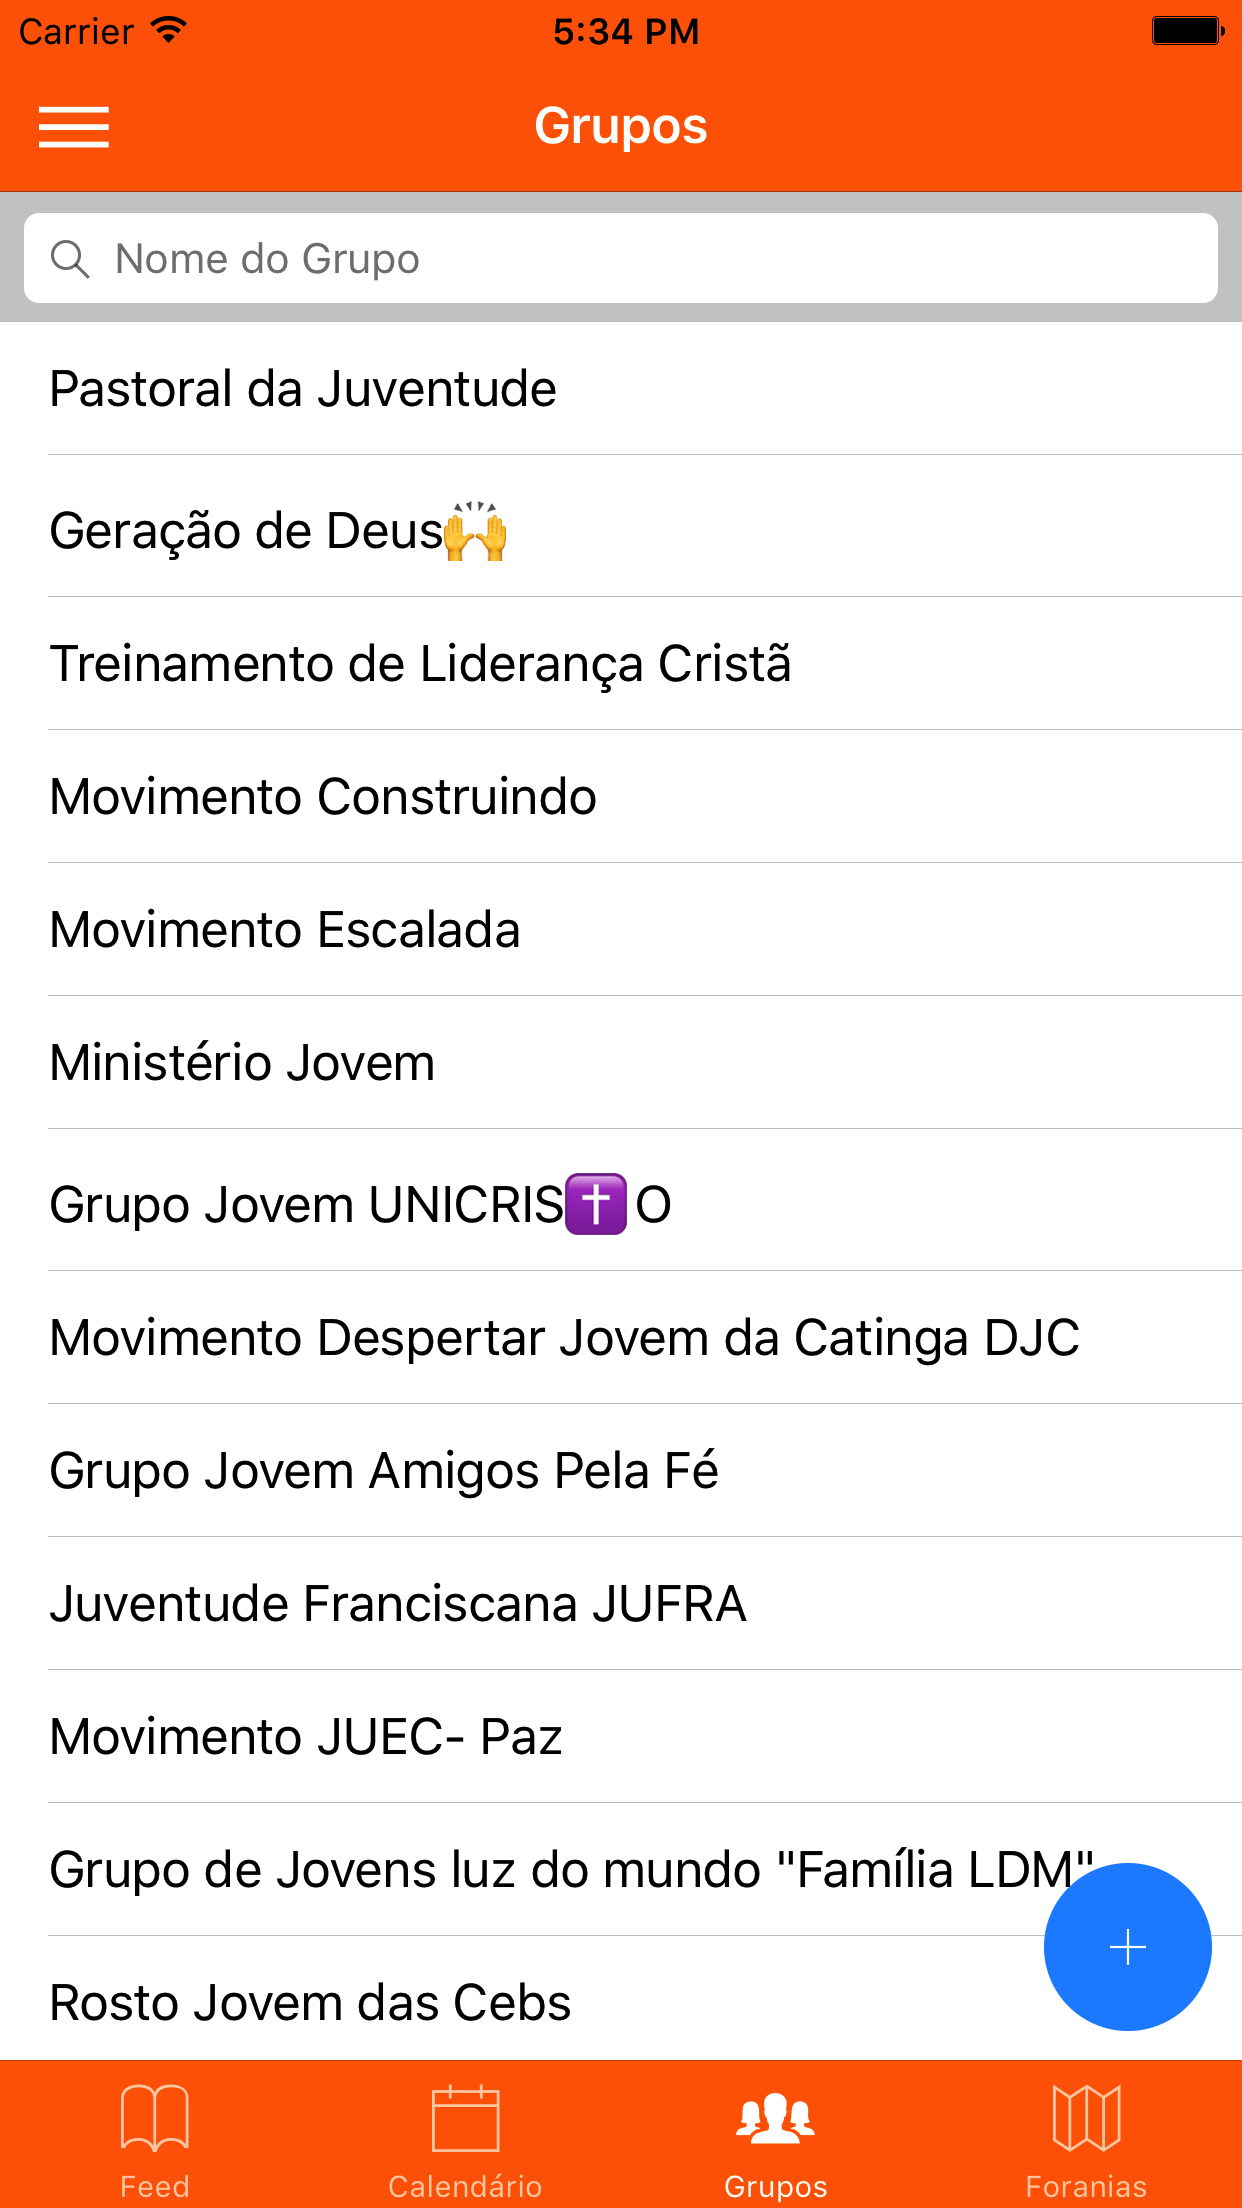 Carrier 5:34 PM
Grupos
Nome do Grupo
Pastoral da Juventude
Geração de Deus🙌
Treinamento de Liderança Cristã
Movimento Construindo
Movimento Escalada
Ministério Jovem
Grupo Jovem UNICRIS✝️O
Movimento Despertar Jovem da Catinga DJC
Grupo Jovem Amigos Pela Fé
Juventude Franciscana JUFRA
Movimento JUEC- Paz
Grupo de Jovens luz do mundo "Família LDM"
Rosto Jovem das Cebs
Feed Calendário Grupos Foranias